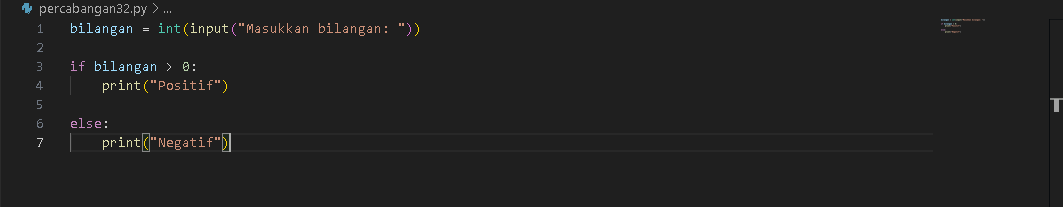 percabangan32.py > ...
1 bilangan = int(input("Masukkan bilangan: "))
2
3 if bilangan > 0:
4     print("Positif")
5
6 else:
7     print("Negatif")